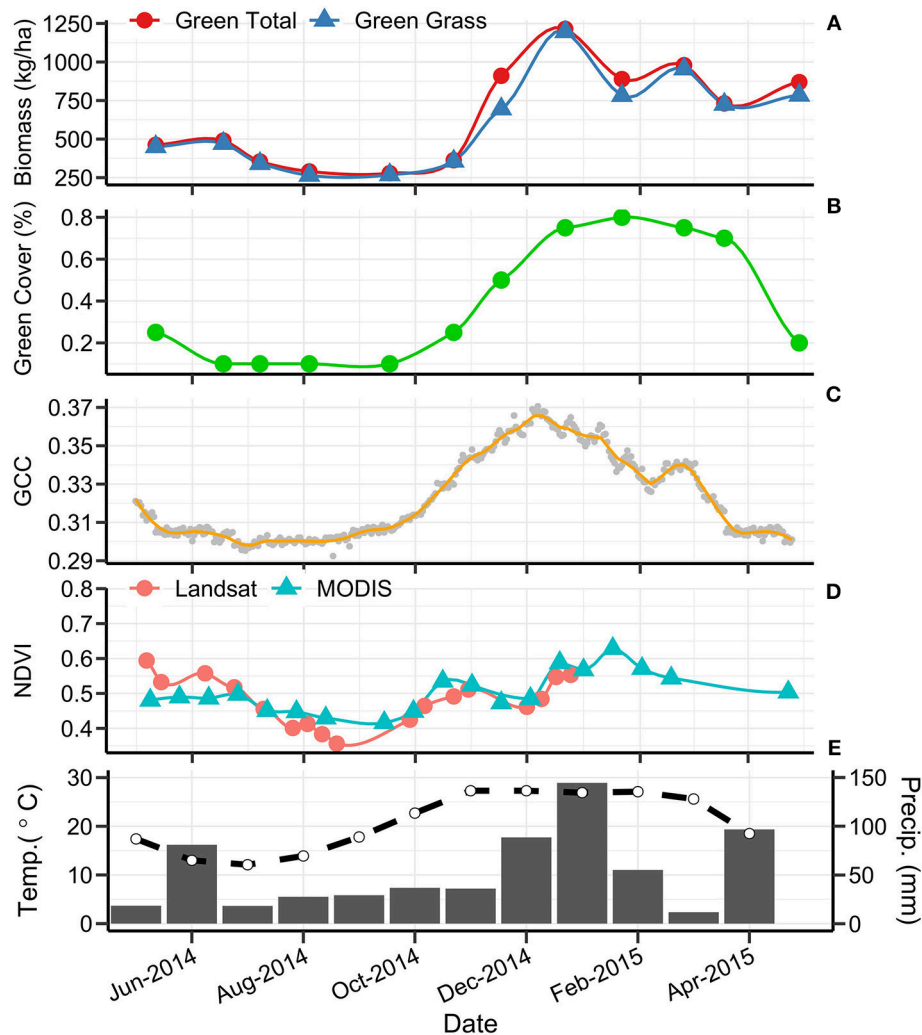 Green Total Green Grass
A
Biomass (kg/ha)
1250
1000
750
500
250
B
Green Cover (%)
0.8
0.6
0.4
0.2
C
GCC
0.37
0.35
0.33
0.31
0.29
Landsat MODIS
D
NDVI
0.8
0.7
0.6
0.5
0.4
E
Temp.( ° C)
30
20
10
0
150
100
50
0
Precip. (mm)
Jun-2014
Aug-2014
Oct-2014
Dec-2014
Feb-2015
Apr-2015
Date